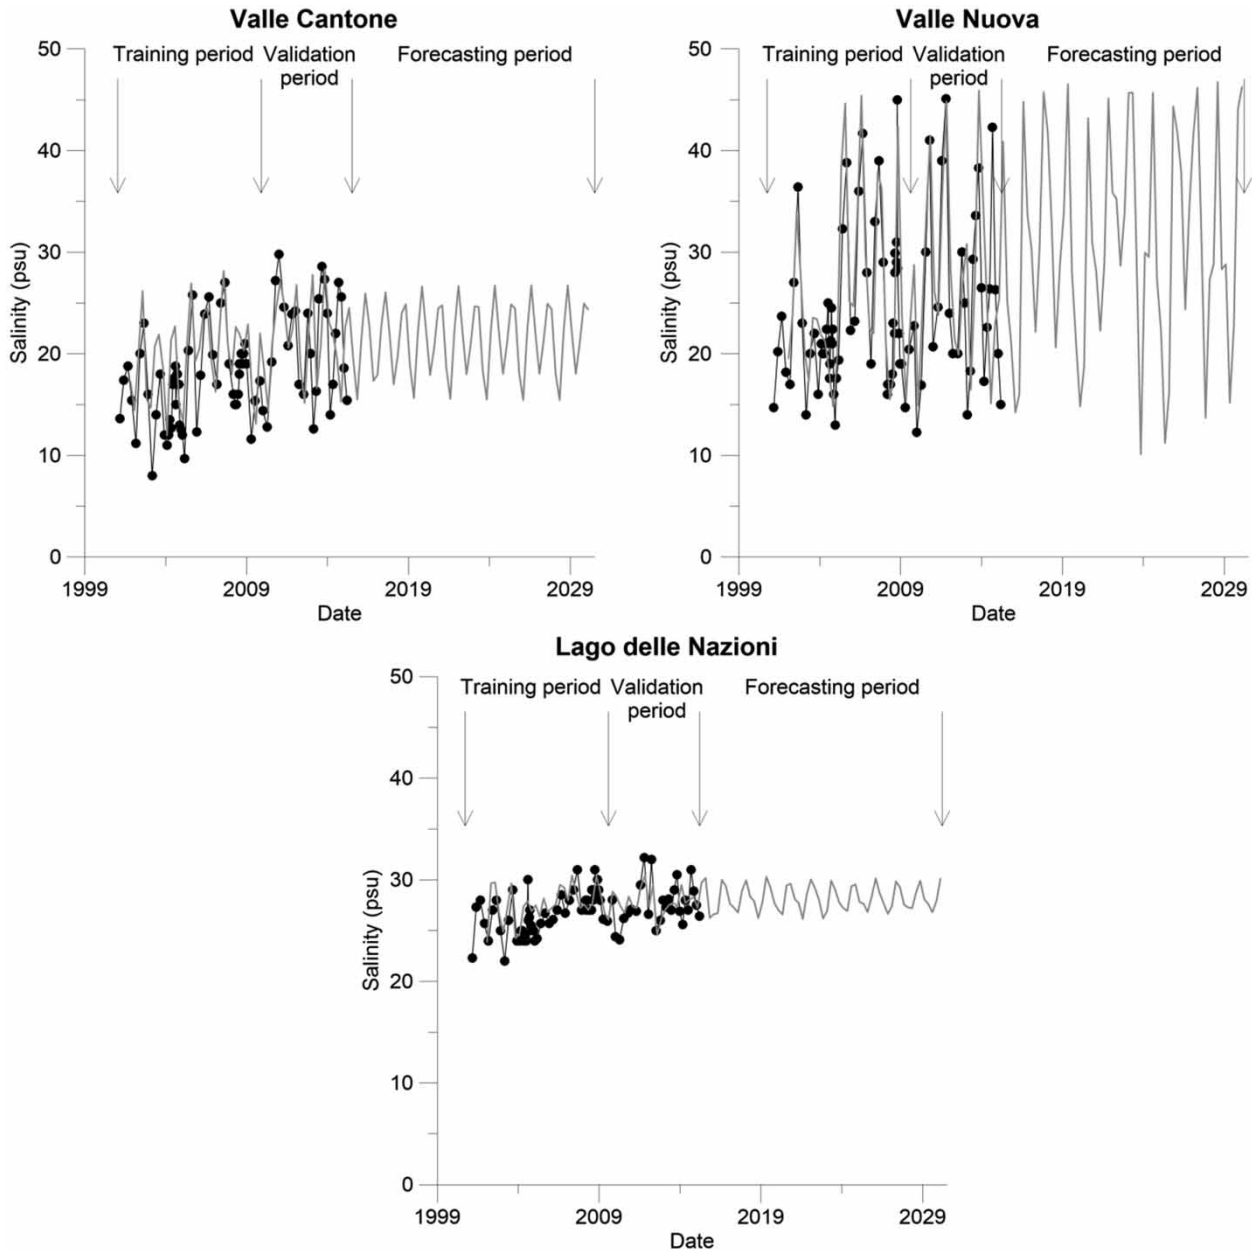 Valle Cantone
Training period
Validation
period
Forecasting period
50
40
30
20
10
0
Salinity (psu)
1999
2009
2019
2029
Date
Valle Nuova
Training period
Validation
period
Forecasting period
50
40
30
20
10
0
Salinity (psu)
1999
2009
2019
2029
Date
Lago delle Nazioni
Training period
Validation
period
Forecasting period
50
40
30
20
10
0
Salinity (psu)
1999
2009
2019
2029
Date